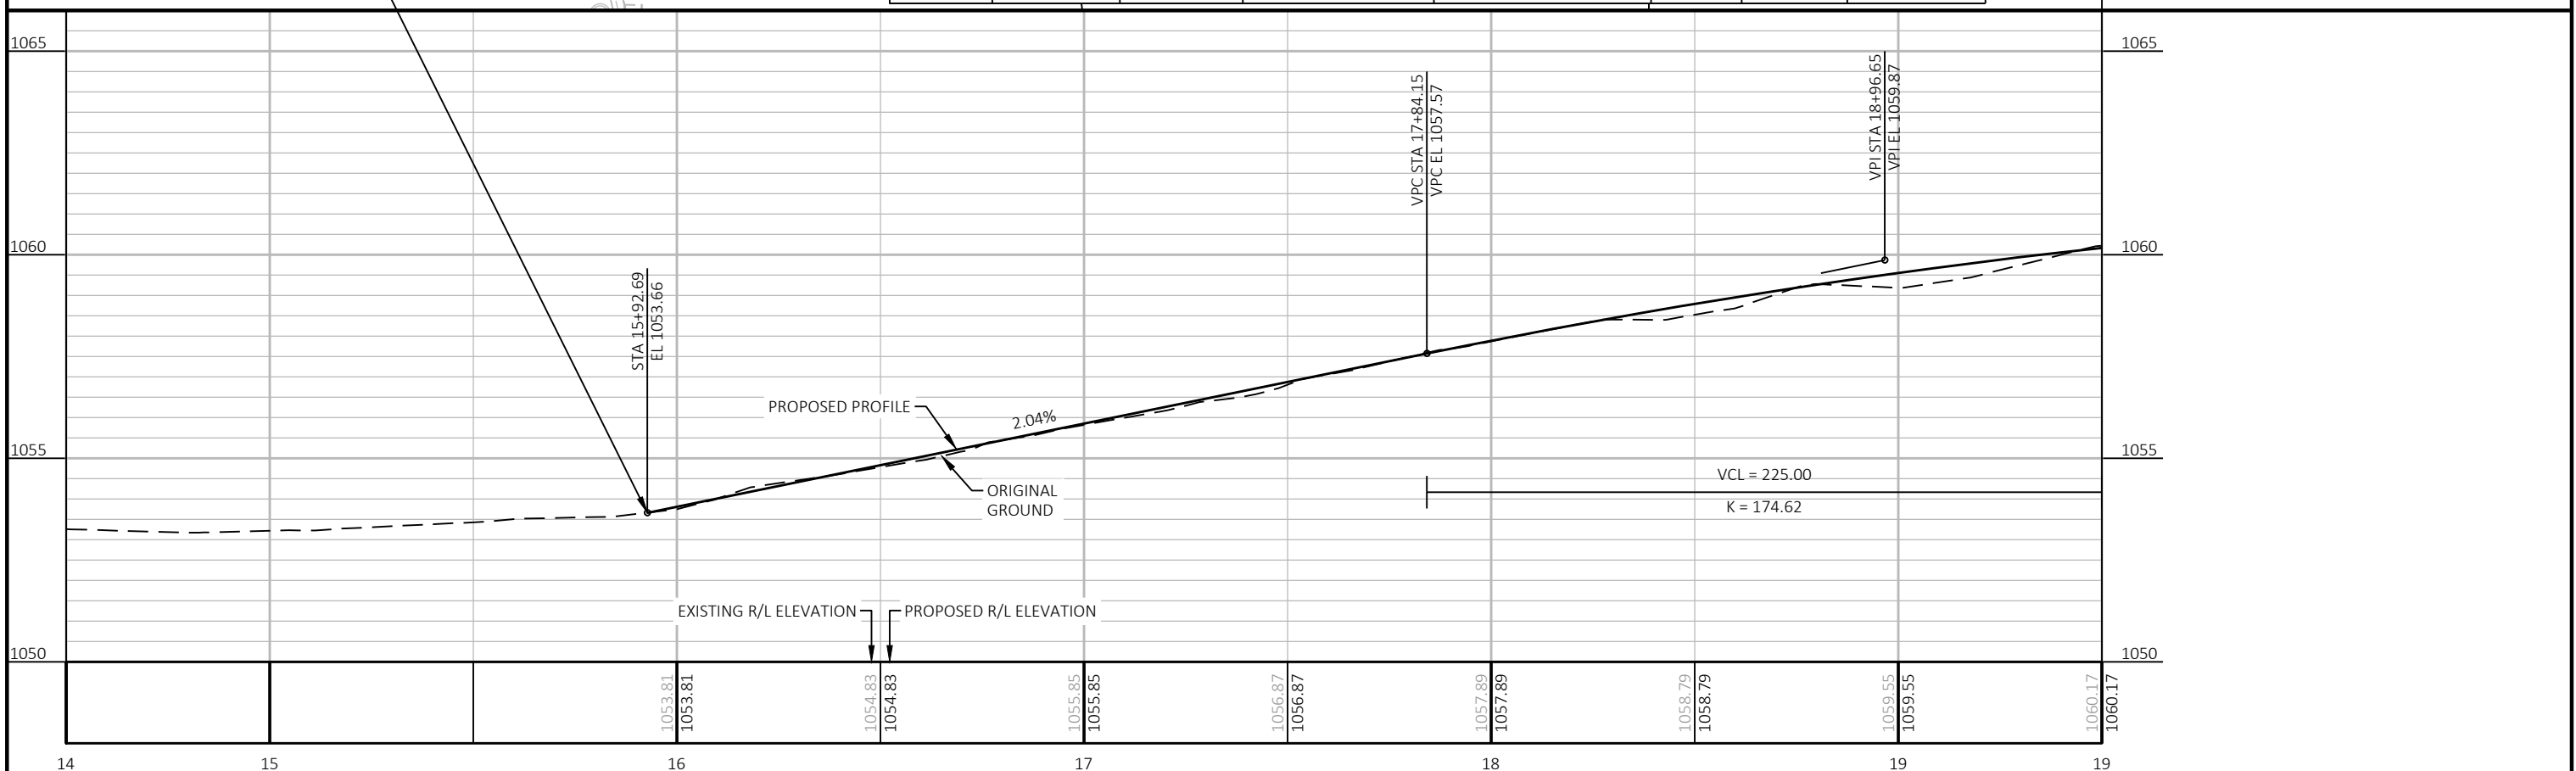 1065
1065
VPC STA 17+84.15
VPC EL 1057.57
VPI STA 18+96.65
VPI EL 1059.87
1060
1060
STA 15+92.69
EL 1053.66
PROPOSED PROFILE
2.04%
ORIGINAL
GROUND
1055
1055
VCL = 225.00
K = 174.62
EXISTING R/L ELEVATION
PROPOSED R/L ELEVATION
1050
1050
1053.81
1053.81
1054.83
1054.83
1055.85
1055.85
1056.87
1056.87
1057.89
1057.89
1058.79
1058.79
1059.55
1059.55
1060.17
1060.17
14
15
16
17
18
19
19